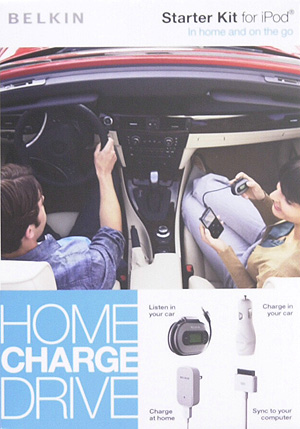 BELKIN
Starter Kit for iPod®
In home and on the go
HOME
CHARGE
DRIVE
Listen in
your car
Charge in
your car
Charge
at home
Sync to your
computer